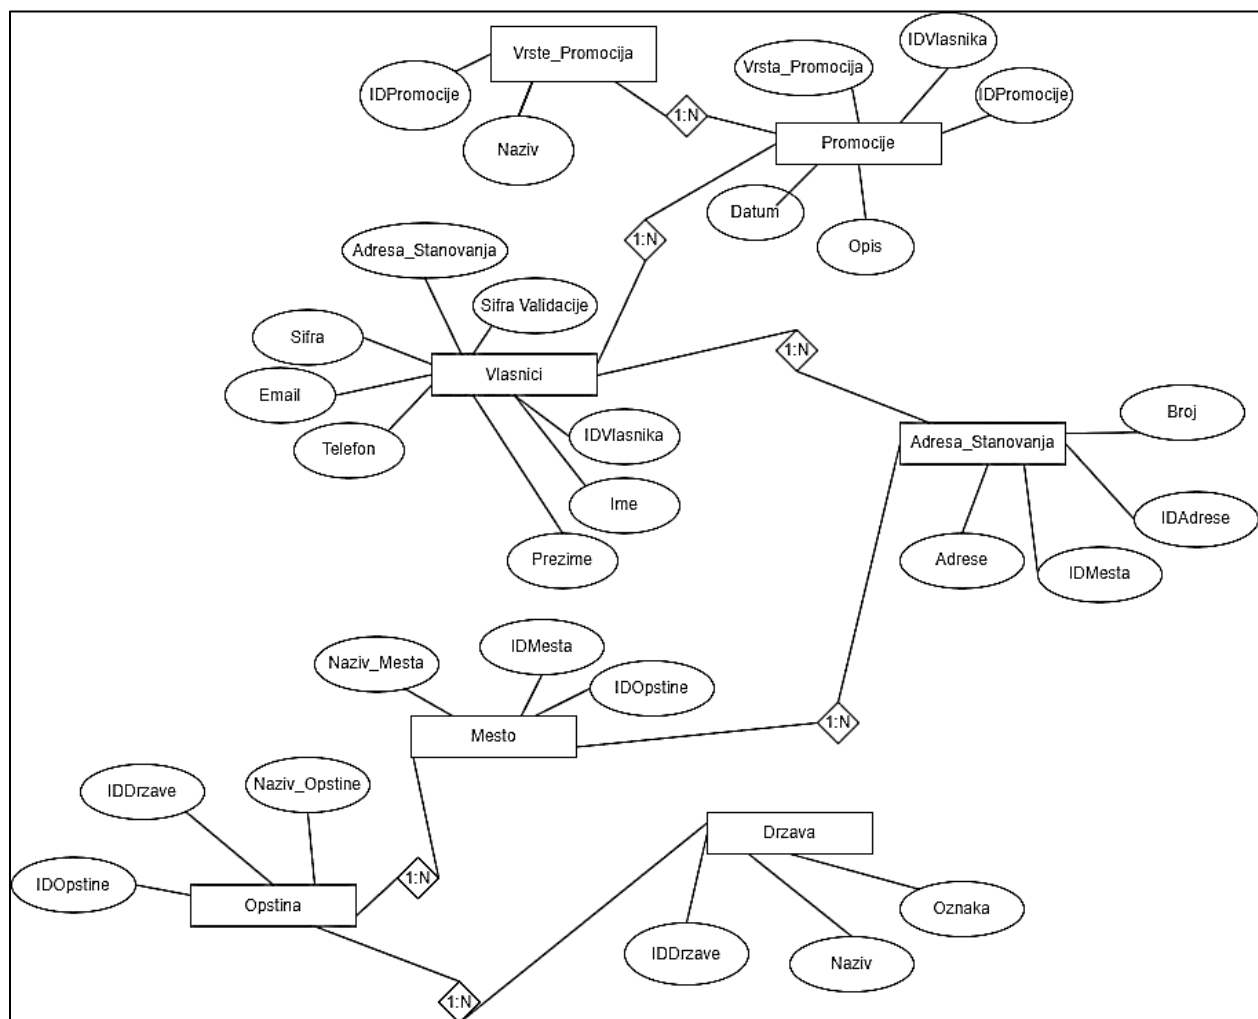 Vrste_Promocija
IDPromocije
Naziv
1:N
Vrsta_Promocija
IDVlasnika
IDPromocije
Promocije
Datum
Opis
1:N
Adresa_Stanovanja
Sifra Validacije
Sifra
Email
Telefon
Vlasnici
IDVlasnika
Ime
Prezime
1:N
Adresa_Stanovanja
Broj
IDAdrese
IDMesta
Adrese
1:N
Naziv_Mesta
IDMesta
IDOpstine
Mesto
1:N
IDDrzave
Naziv_Opstine
IDOpstine
Opstina
1:N
Drzava
IDDrzave
Naziv
Oznaka